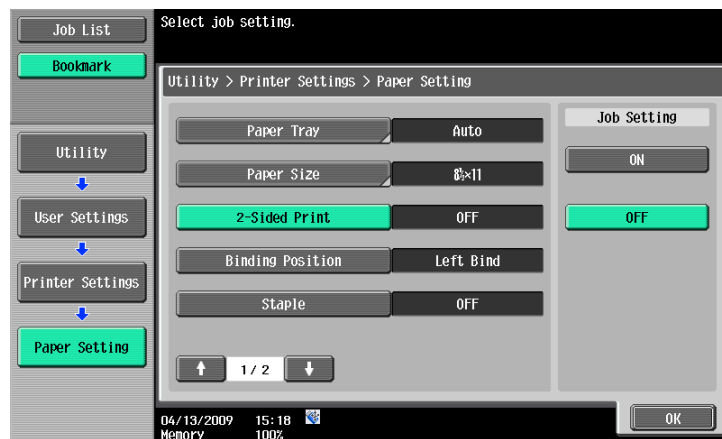 Job List
Bookmark
Utility
User Settings
Printer Settings
Paper Setting
Select job setting.
Utility > Printer Settings > Paper Setting
Paper Tray Auto
Paper Size 8½×11
2-Sided Print OFF
Binding Position Left Bind
Staple OFF
1/ 2
Job Setting
ON
OFF
04/13/2009 15:18
Memory 100%
OK